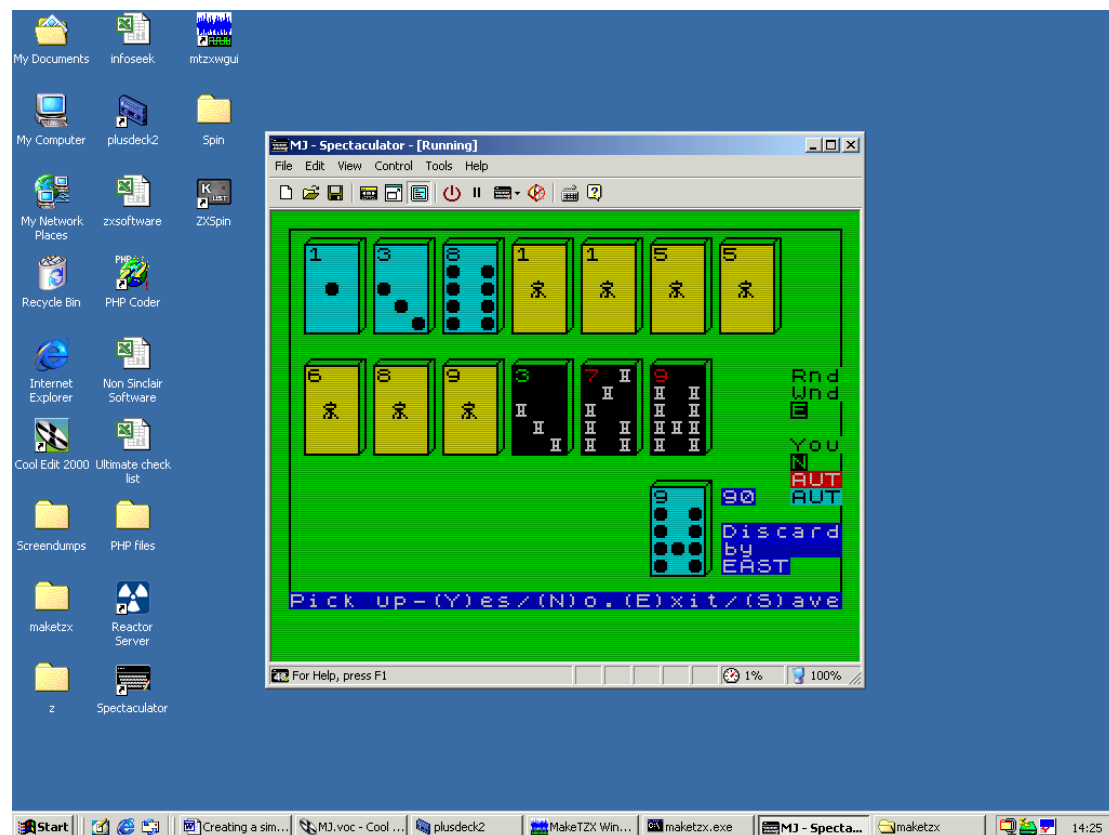 My Documents
infoseek
mtzxwgui
My Computer
plusdeck2
Spin
My Network
Places
zxsoftware
K
LIST
ZXSpin
Recycle Bin
PHP
PHP Coder
Internet
Explorer
Non Sinclair
Software
Cool Edit 2000
Ultimate check
list
Screendumps
PHP files
maketzx
Reactor
Server
z
Spectaculator
MJ - Spectaculator - [Running]
File Edit View Control Tools Help
1 3 8 1 1 5 5
6 8 9 3 7 9
Rnd
Wnd
E
You
N
AUT
AUT
9 90
Discard
by
EAST
Pick up-(Y)es/(N)o.(E)xit/(S)ave
For Help, press F1
1% 100%
Start
Creating a sim...
MJ.voc - Cool ...
plusdeck2
MakeTZX Win...
maketzx.exe
MJ - Specta...
maketzx
14:25